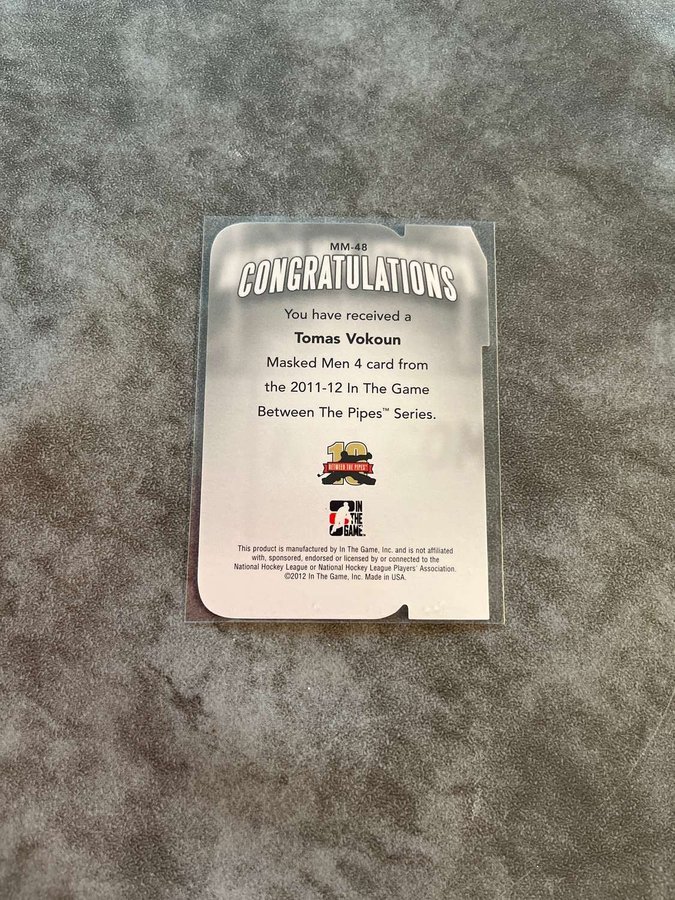 MM-48
CONGRATULATIONS
You have received a
Tomas Vokoun
Masked Men 4 card from
the 2011-12 In The Game
Between The Pipes™ Series.
10
BETWEEN THE PIPES
IN
THE
GAME
This product is manufactured by In The Game, Inc. and is not affiliated
with, sponsored, endorsed or licensed by or connected to the
National Hockey League or National Hockey League Players' Association.
©2012 In The Game, Inc. Made in USA.